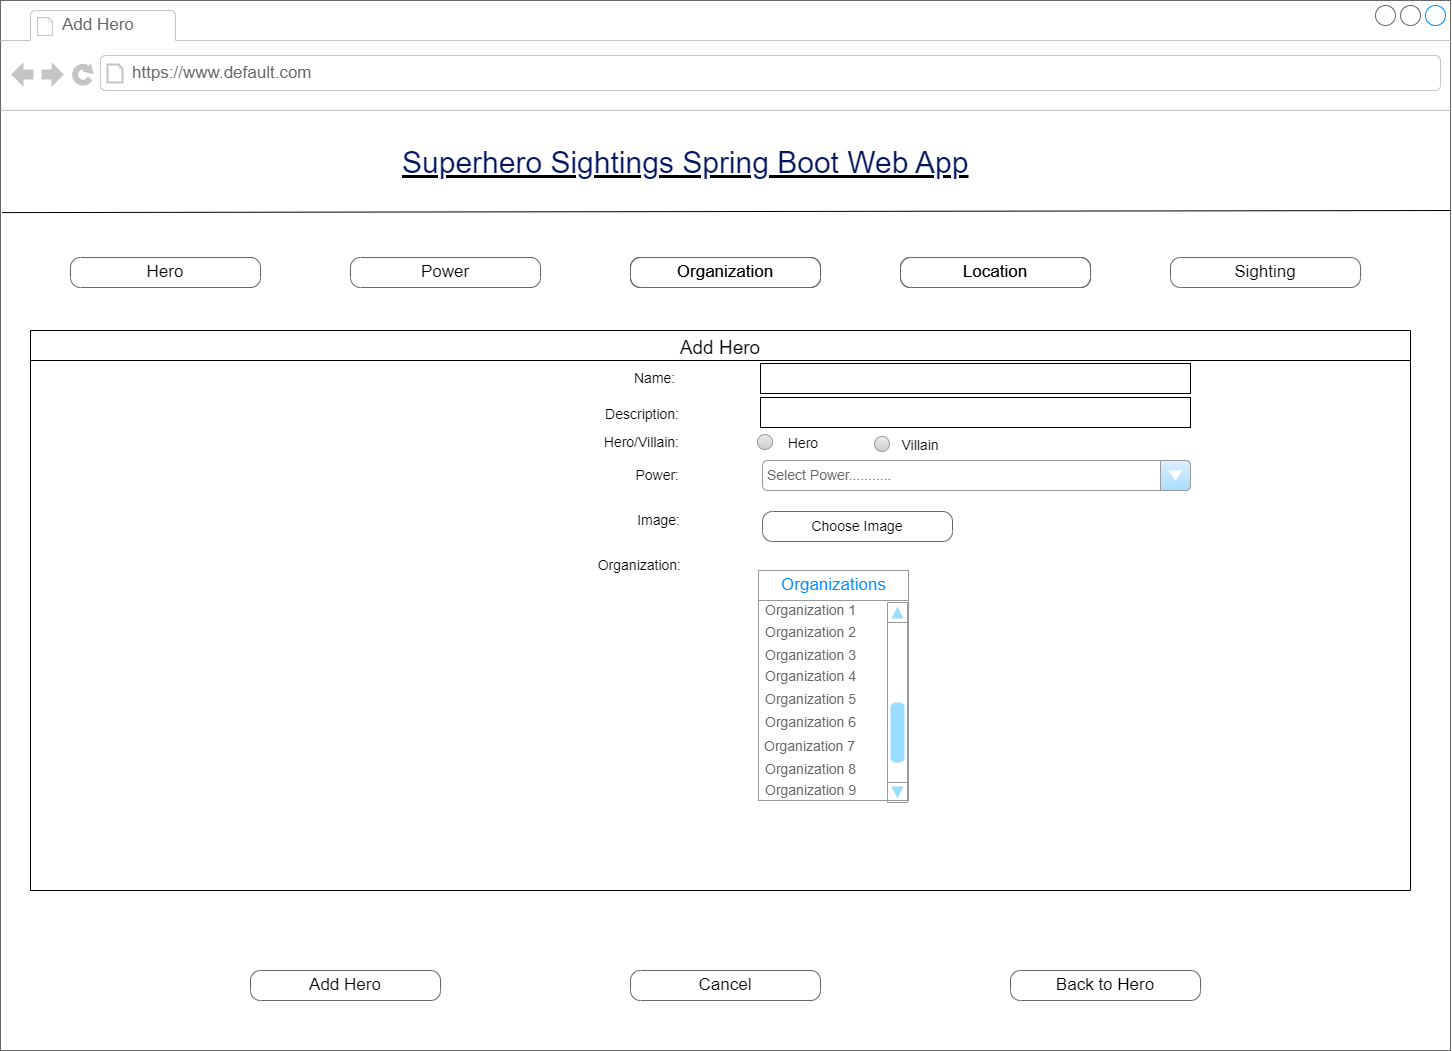 Add Hero
https://www.default.com
Superhero Sightings Spring Boot Web App
Hero Power Organization Location Sighting
Add Hero
Name:
Description:
Hero/Villain: Hero Villain
Power: Select Power...........
Image: Choose Image
Organization:
Organizations
Organization 1
Organization 2
Organization 3
Organization 4
Organization 5
Organization 6
Organization 7
Organization 8
Organization 9
Add Hero Cancel Back to Hero